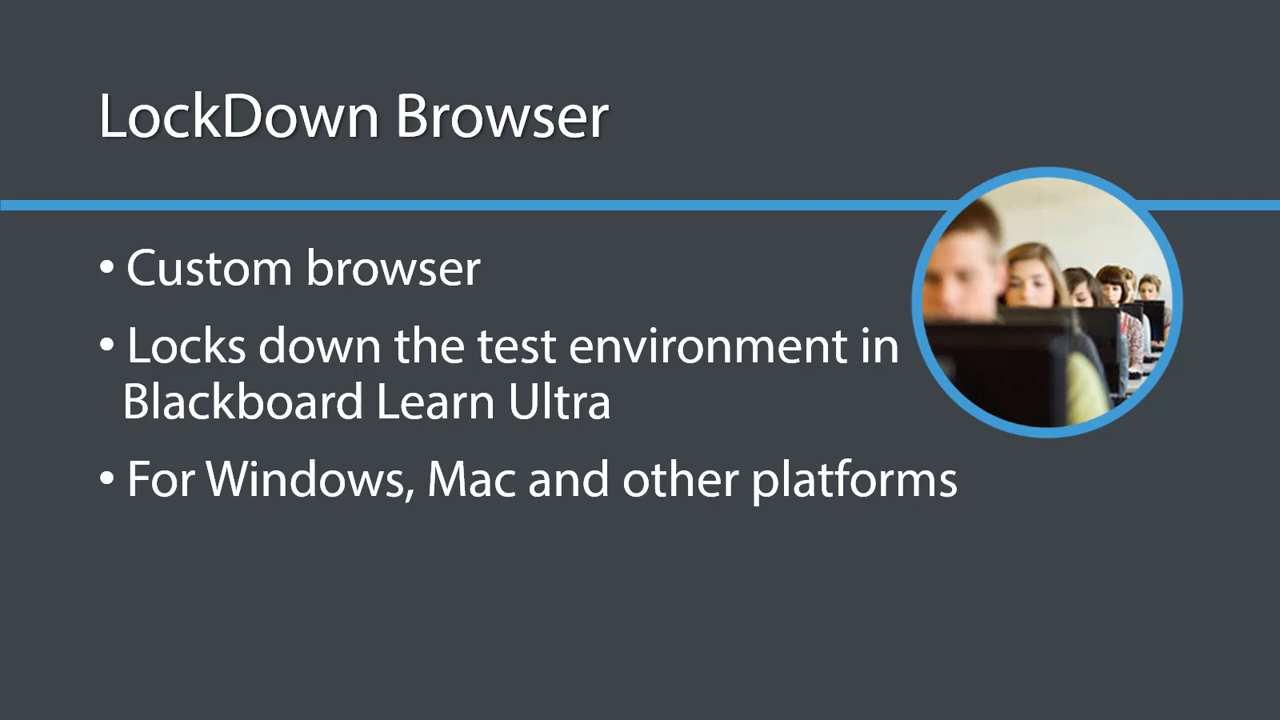 LockDown Browser
• Custom browser
• Locks down the test environment in
Blackboard Learn Ultra
• For Windows, Mac and other platforms